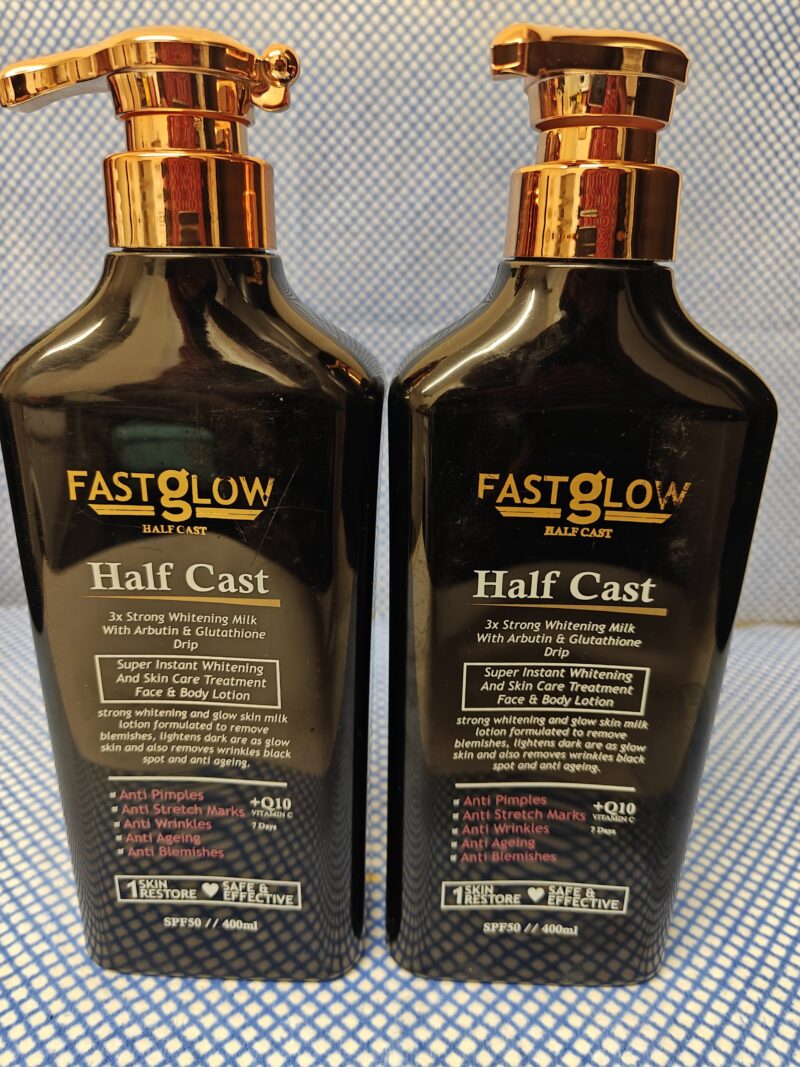 FASTgLOW
HALF CAST
Half Cast
3x Strong Whitening Milk
With Arbutin & Glutathione
Drip
Super Instant Whitening
And Skin Care Treatment
Face & Body Lotion
strong whitening and glow skin milk
lotion formulated to remove
blemishes, lightens dark are as glow
skin and also removes wrinkles black
spot and anti ageing.
Anti Pimples
Anti Stretch Marks
Anti Wrinkles
Anti Ageing
Anti Blemishes
+Q10
VITAMIN C
7 Days
1 SKIN RESTORE
SAFE & EFFECTIVE
SPF50 // 400ml
FASTgLOW
HALF CAST
Half Cast
3x Strong Whitening Milk
With Arbutin & Glutathione
Drip
Super Instant Whitening
And Skin Care Treatment
Face & Body Lotion
strong whitening and glow skin milk
lotion formulated to remove
blemishes, lightens dark are as glow
skin and also removes wrinkles black
spot and anti ageing.
Anti Pimples
Anti Stretch Marks
Anti Wrinkles
Anti Ageing
Anti Blemishes
+Q10
VITAMIN C
7 Days
1 SKIN RESTORE
SAFE & EFFECTIVE
SPF50 // 400ml